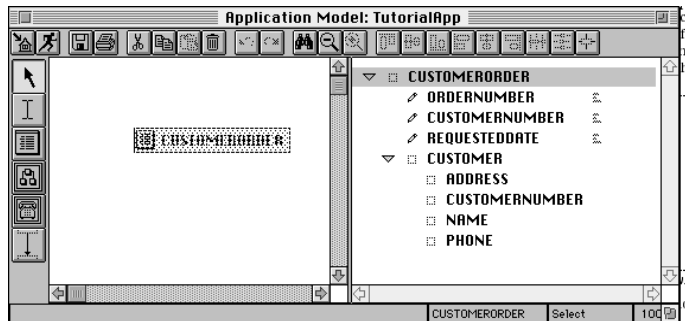 Application Model: TutorialApp
CUSTOMERORDER
CUSTOMERORDER
ORDERNUMBER
CUSTOMERNUMBER
REQUESTEDDATE
CUSTOMER
ADDRESS
CUSTOMERNUMBER
NAME
PHONE
CUSTOMERORDER Select 100